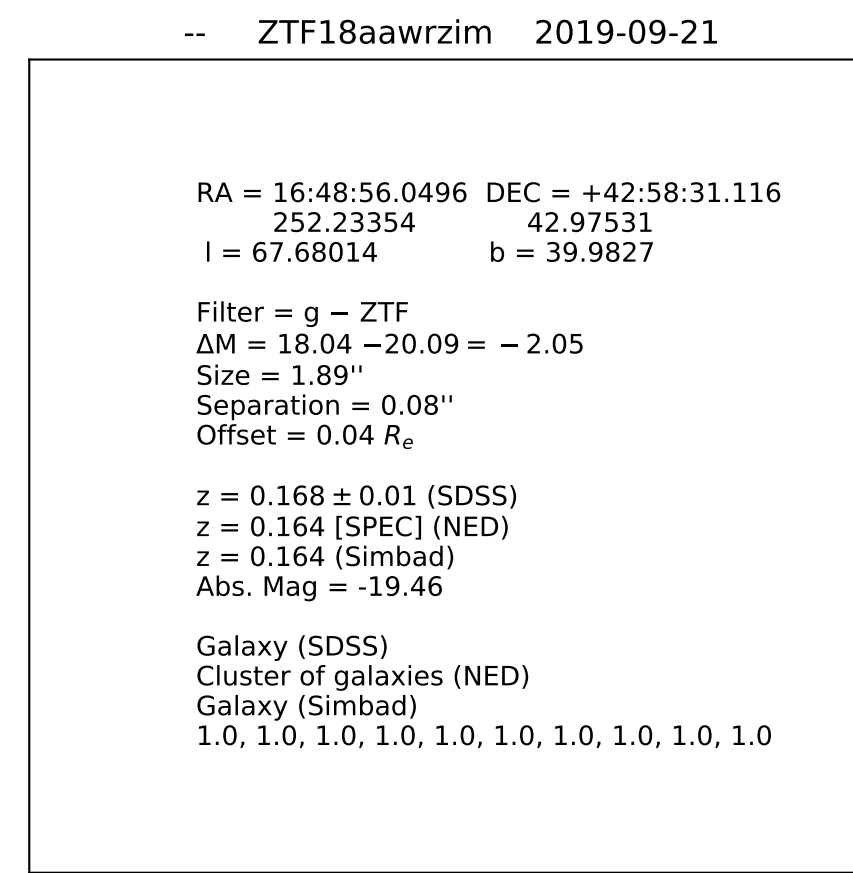 -- ZTF18aawrzim 2019-09-21
RA = 16:48:56.0496 DEC = +42:58:31.116
252.23354 42.97531
l = 67.68014 b = 39.9827
Filter = g − ZTF
ΔM = 18.04 −20.09 = − 2.05
Size = 1.89''
Separation = 0.08''
Offset = 0.04 Rₑ
z = 0.168 ± 0.01 (SDSS)
z = 0.164 [SPEC] (NED)
z = 0.164 (Simbad)
Abs. Mag = -19.46
Galaxy (SDSS)
Cluster of galaxies (NED)
Galaxy (Simbad)
1.0, 1.0, 1.0, 1.0, 1.0, 1.0, 1.0, 1.0, 1.0, 1.0